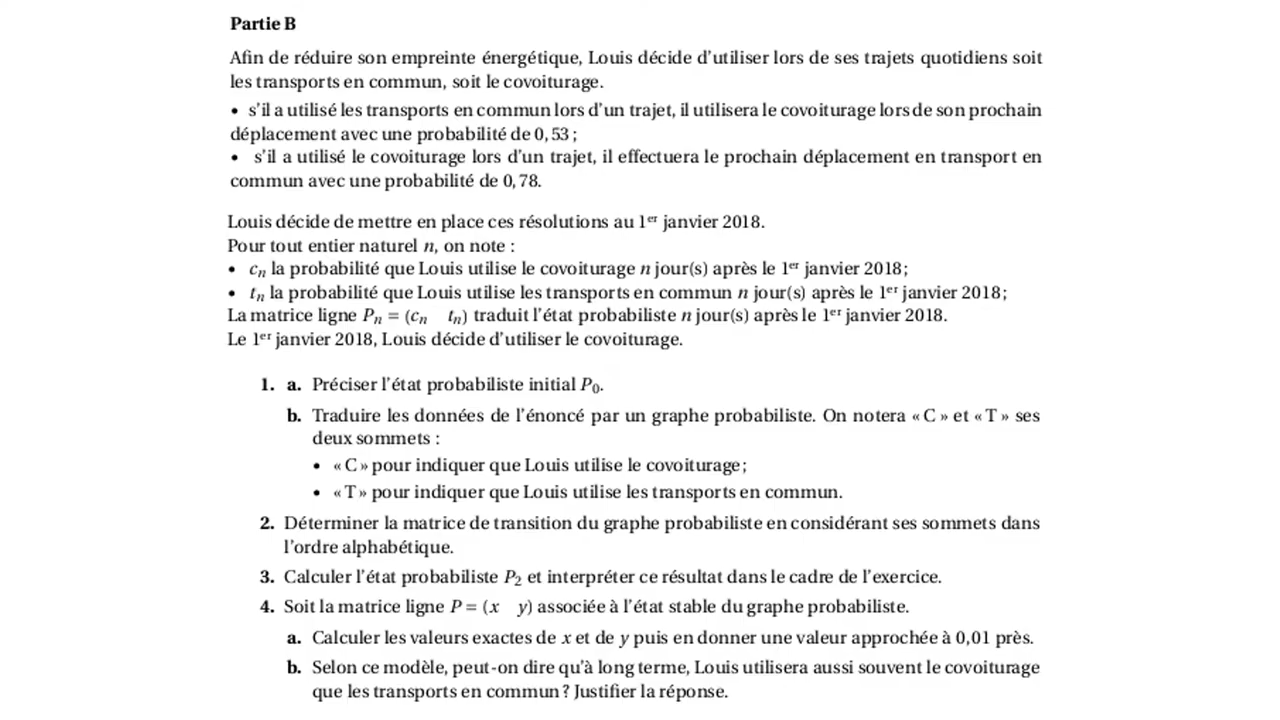 Partie B
Afin de réduire son empreinte énergétique, Louis décide d'utiliser lors de ses trajets quotidiens soit
les transports en commun, soit le covoiturage.
• s'il a utilisé les transports en commun lors d'un trajet, il utilisera le covoiturage lors de son prochain
déplacement avec une probabilité de 0,53 ;
• s'il a utilisé le covoiturage lors d'un trajet, il effectuera le prochain déplacement en transport en
commun avec une probabilité de 0,78.
Louis décide de mettre en place ces résolutions au 1er janvier 2018.
Pour tout entier naturel n, on note :
• cn la probabilité que Louis utilise le covoiturage n jour(s) après le 1er janvier 2018 ;
• tn la probabilité que Louis utilise les transports en commun n jour(s) après le 1er janvier 2018 ;
La matrice ligne Pn = (cn tn) traduit l'état probabiliste n jour(s) après le 1er janvier 2018.
Le 1er janvier 2018, Louis décide d'utiliser le covoiturage.
1. a. Préciser l'état probabiliste initial P0.
b. Traduire les données de l'énoncé par un graphe probabiliste. On notera « C » et « T » ses
deux sommets :
• « C » pour indiquer que Louis utilise le covoiturage ;
• « T » pour indiquer que Louis utilise les transports en commun.
2. Déterminer la matrice de transition du graphe probabiliste en considérant ses sommets dans
l'ordre alphabétique.
3. Calculer l'état probabiliste P2 et interpréter ce résultat dans le cadre de l'exercice.
4. Soit la matrice ligne P = (x y) associée à l'état stable du graphe probabiliste.
a. Calculer les valeurs exactes de x et de y puis en donner une valeur approchée à 0,01 près.
b. Selon ce modèle, peut-on dire qu'à long terme, Louis utilisera aussi souvent le covoiturage
que les transports en commun ? Justifier la réponse.